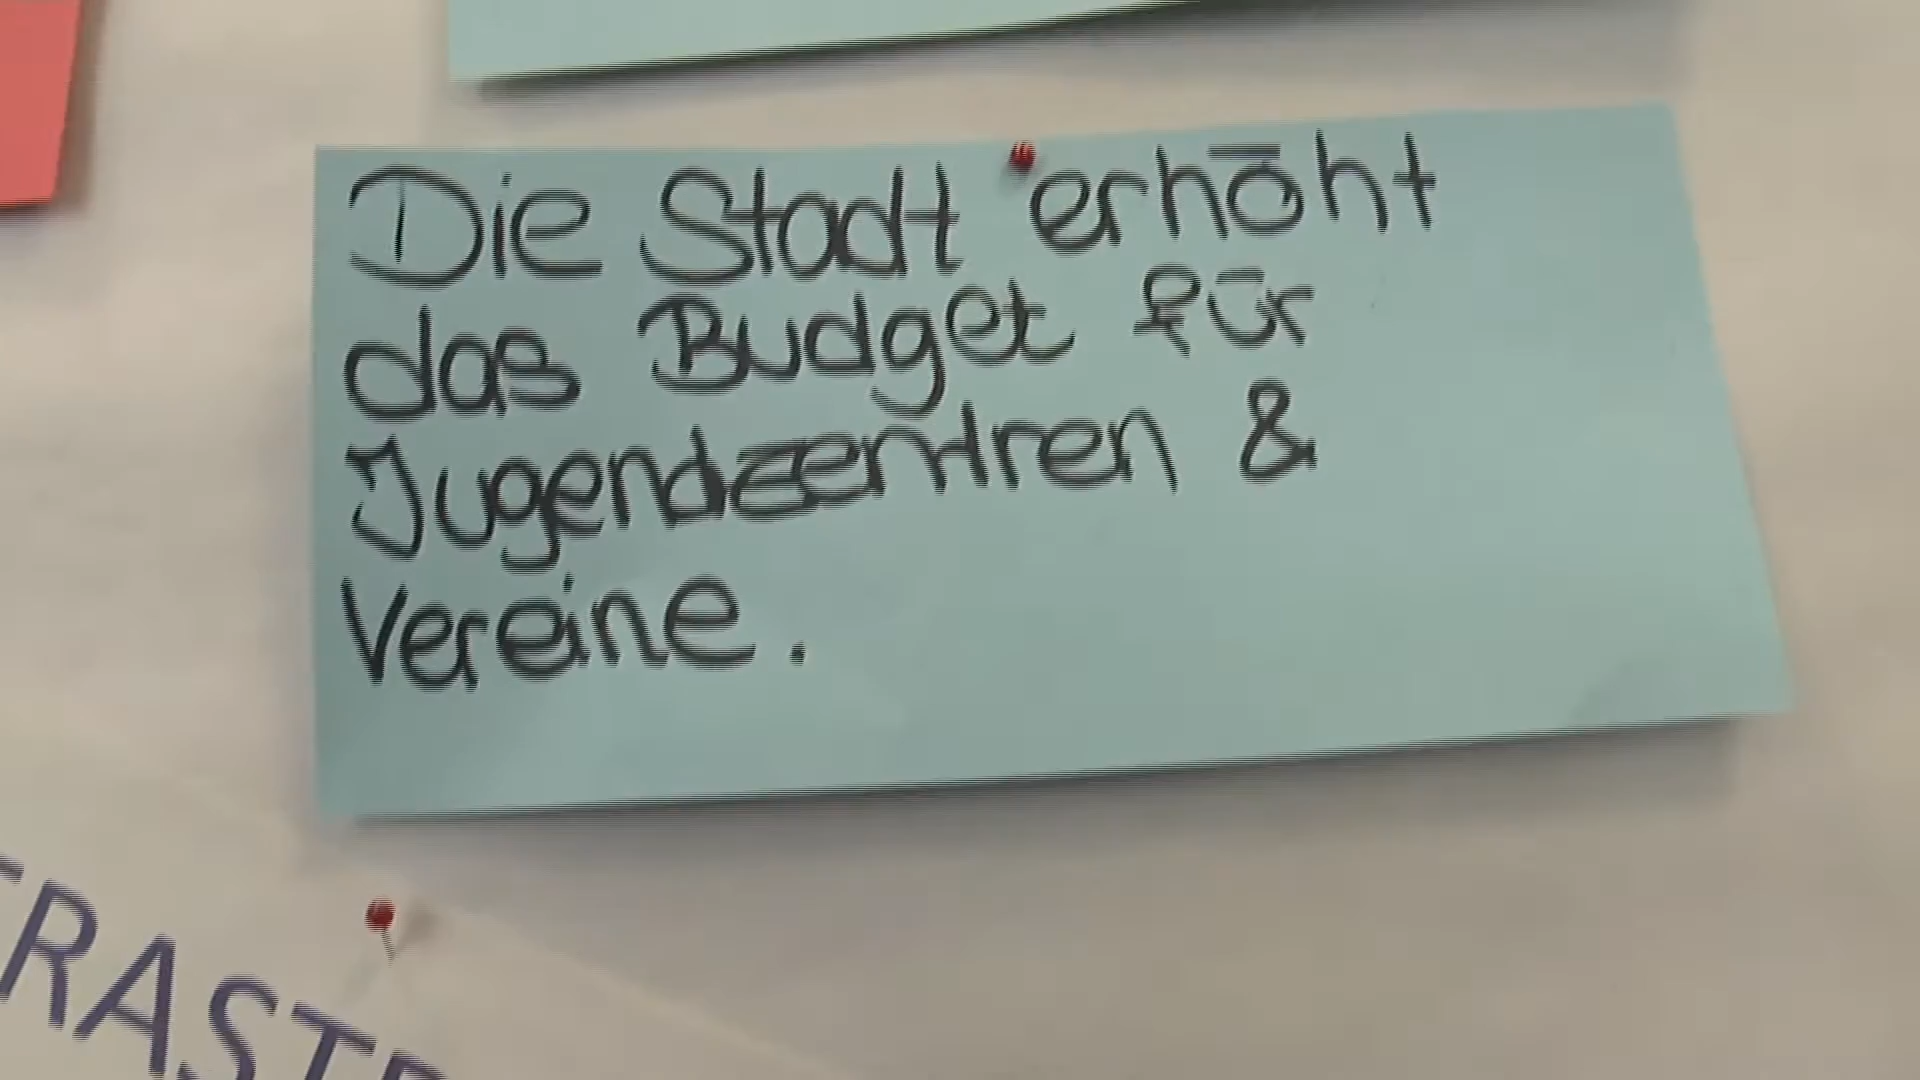 Die Stadt erhöht
das Budget für
Jugendzentren &
Vereine.